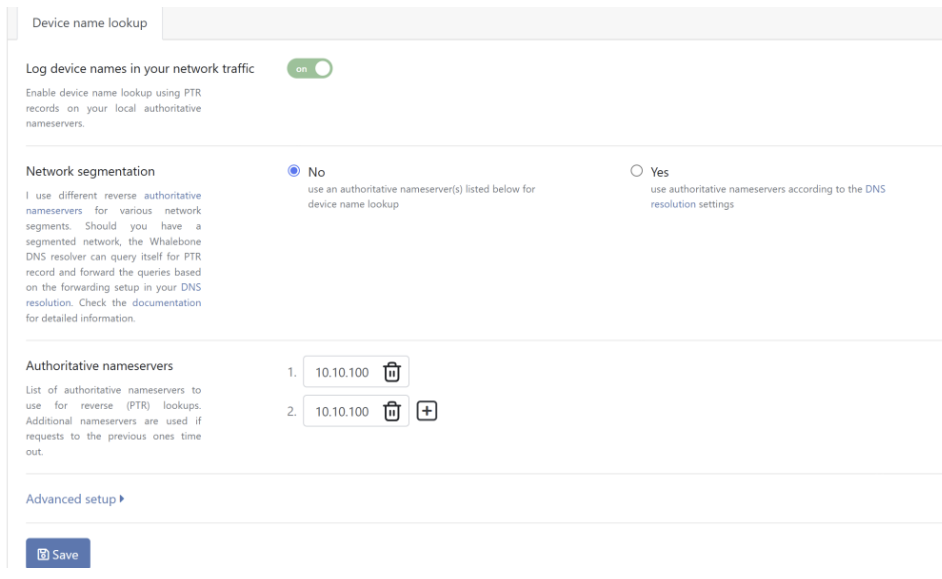 Device name lookup
Log device names in your network traffic
on
Enable device name lookup using PTR
records on your local authoritative
nameservers.
Network segmentation
I use different reverse authoritative
nameservers for various network
segments. Should you have a
segmented network, the Whalebone
DNS resolver can query itself for PTR
record and forward the queries based
on the forwarding setup in your DNS
resolution. Check the documentation
for detailed information.
No
use an authoritative nameserver(s) listed below for
device name lookup
Yes
use authoritative nameservers according to the DNS
resolution settings
Authoritative nameservers
List of authoritative nameservers to
use for reverse (PTR) lookups.
Additional nameservers are used if
requests to the previous ones time
out.
1. 10.10.100
2. 10.10.100
Advanced setup
Save